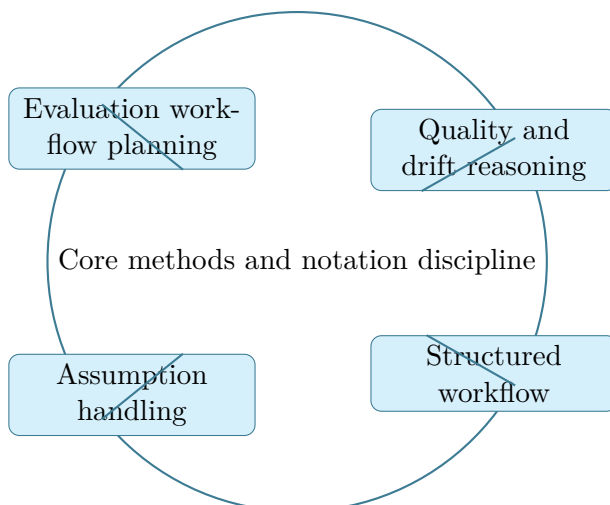 Evaluation work-
flow planning
Quality and
drift reasoning
Core methods and notation discipline
Assumption
handling
Structured
workflow